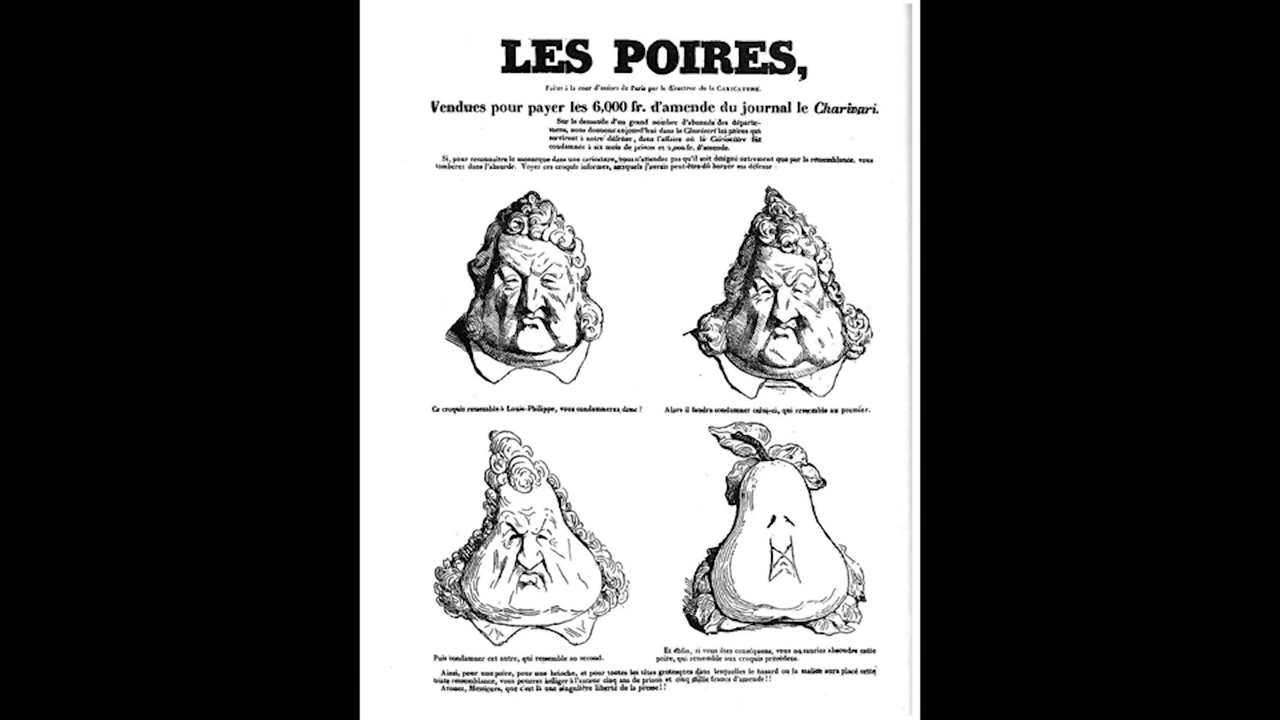 LES POIRES,
Faites à la cour d'assises de Paris par le directeur de la CARICATURE.
Vendues pour payer les 6,000 fr. d'amende du journal le Charivari.
Sur la demande d'un grand nombre d'abonnés des départe-
mens, nous donnons aujourd'hui dans le Charivari les poires qui
servirent à notre défense, dans l'affaire où la Caricature fut
condamnée à six mois de prison et 2,000 fr. d'amende.
Si, pour reconnaître le monarque dans une caricature, vous n'attendez pas qu'il soit désigné autrement que par la ressemblance, vous
tomberez dans l'absurde. Voyez ces croquis informes, auxquels j'aurais peut-être dû borner ma défense :
Ce croquis ressemble à Louis-Philippe, vous condamnerez donc ?
Alors il faudra condamner celui-ci, qui ressemble au premier.
Puis condamner cet autre, qui ressemble au second.
Et enfin, si vous êtes conséquens, vous ne sauriez absoudre cette
poire, qui ressemble aux croquis précédens.
Ainsi, pour une poire, pour une brioche, et pour toutes les têtes grotesques dans lesquelles le hasard ou la malice aura placé cette
triste ressemblance, vous pourrez infliger à l'auteur cinq ans de prison et cinq mille francs d'amende!!
Avouez, Messieurs, que c'est là une singulière liberté de la presse!!